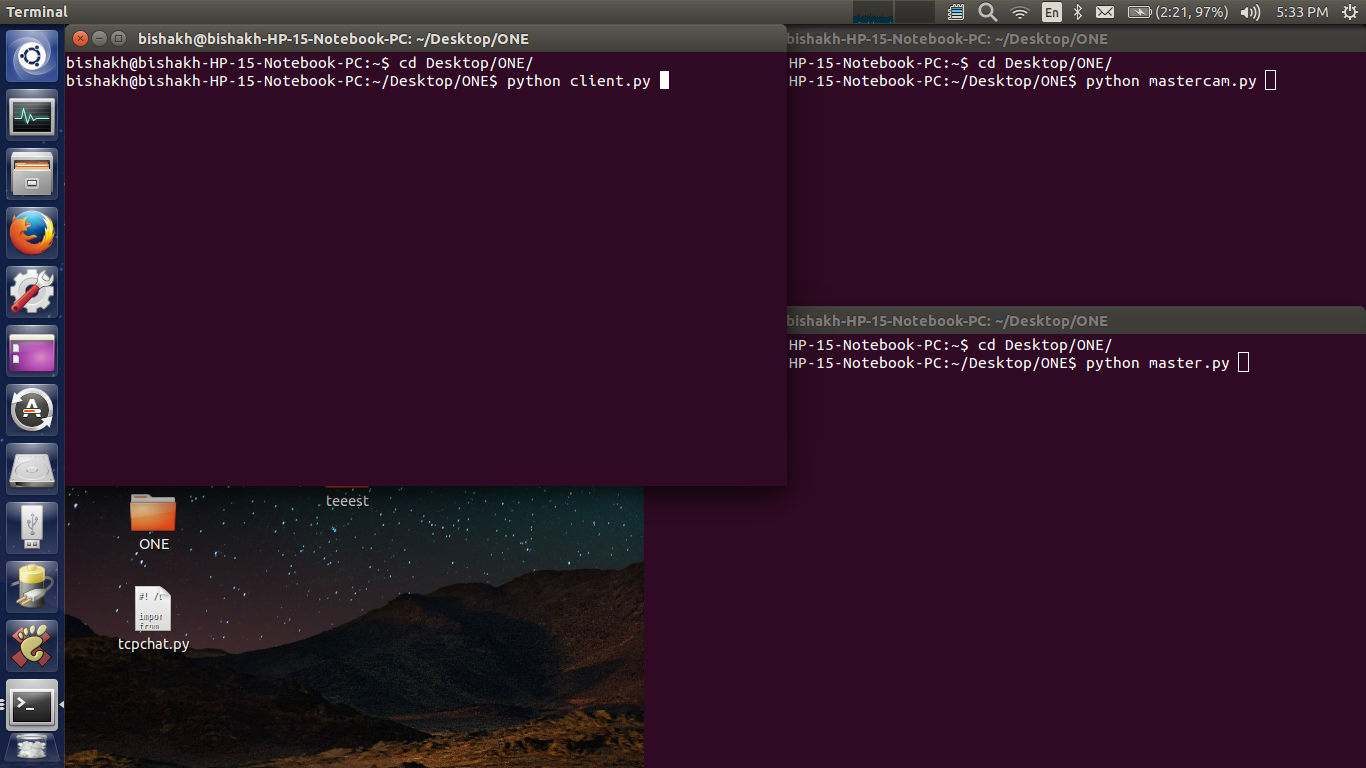 Terminal
En
(2:21, 97%)
5:33 PM
bishakh@bishakh-HP-15-Notebook-PC: ~/Desktop/ONE
bishakh@bishakh-HP-15-Notebook-PC:~$ cd Desktop/ONE/
bishakh@bishakh-HP-15-Notebook-PC:~/Desktop/ONE$ python client.py
bishakh-HP-15-Notebook-PC: ~/Desktop/ONE
HP-15-Notebook-PC:~$ cd Desktop/ONE/
HP-15-Notebook-PC:~/Desktop/ONE$ python mastercam.py
bishakh-HP-15-Notebook-PC: ~/Desktop/ONE
HP-15-Notebook-PC:~$ cd Desktop/ONE/
HP-15-Notebook-PC:~/Desktop/ONE$ python master.py
teeest
ONE
#! /
impor
from
tcpchat.py
>_